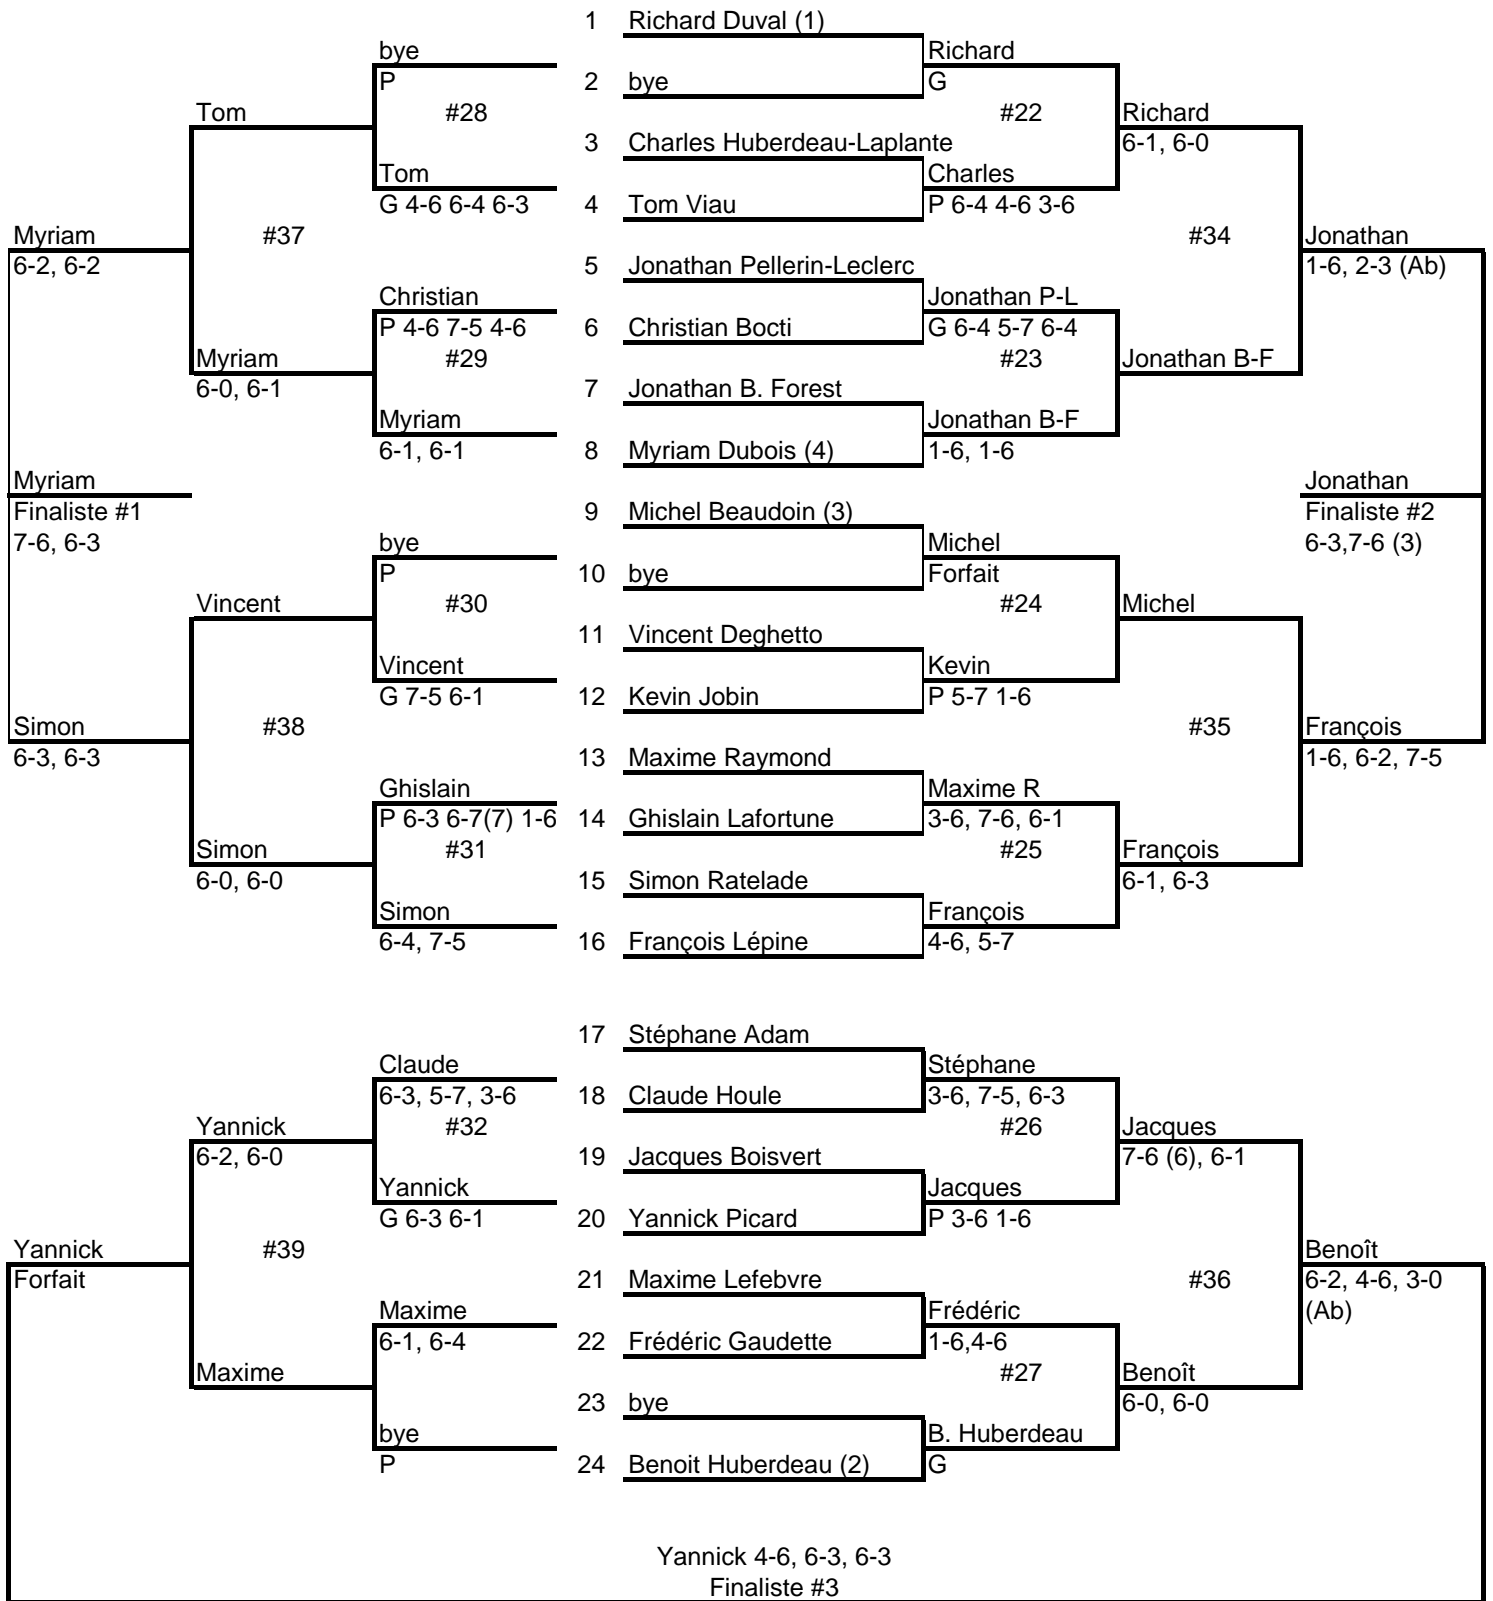 1 Richard Duval (1)
bye Richard
P 2 bye G
Tom #28 #22 Richard
3 Charles Huberdeau-Laplante 6-1, 6-0
Tom Charles
G 4-6 6-4 6-3 4 Tom Viau P 6-4 4-6 3-6
Myriam #37 #34 Jonathan
6-2, 6-2 5 Jonathan Pellerin-Leclerc 1-6, 2-3 (Ab)
Christian Jonathan P-L
P 4-6 7-5 4-6 6 Christian Bocti G 6-4 5-7 6-4
Myriam #29 #23 Jonathan B-F
6-0, 6-1 7 Jonathan B. Forest
Myriam Jonathan B-F
6-1, 6-1 8 Myriam Dubois (4) 1-6, 1-6
Myriam Jonathan
Finaliste #1 9 Michel Beaudoin (3) Finaliste #2
7-6, 6-3 bye Michel 6-3,7-6 (3)
P 10 bye Forfait
Vincent #30 #24 Michel
11 Vincent Deghetto
Vincent Kevin
G 7-5 6-1 12 Kevin Jobin P 5-7 1-6
Simon #38 #35 François
6-3, 6-3 13 Maxime Raymond 1-6, 6-2, 7-5
Ghislain Maxime R
P 6-3 6-7(7) 1-6 14 Ghislain Lafortune 3-6, 7-6, 6-1
Simon #31 #25 François
6-0, 6-0 15 Simon Ratelade 6-1, 6-3
Simon François
6-4, 7-5 16 François Lépine 4-6, 5-7
17 Stéphane Adam
Claude Stéphane
6-3, 5-7, 3-6 18 Claude Houle 3-6, 7-5, 6-3
Yannick #32 #26 Jacques
6-2, 6-0 19 Jacques Boisvert 7-6 (6), 6-1
Yannick Jacques
G 6-3 6-1 20 Yannick Picard P 3-6 1-6
Yannick #39 Benoît
Forfait 21 Maxime Lefebvre #36 6-2, 4-6, 3-0
Maxime Frédéric (Ab)
6-1, 6-4 22 Frédéric Gaudette 1-6,4-6
Maxime #27 Benoît
23 bye 6-0, 6-0
bye B. Huberdeau
P 24 Benoit Huberdeau (2) G
Yannick 4-6, 6-3, 6-3
Finaliste #3